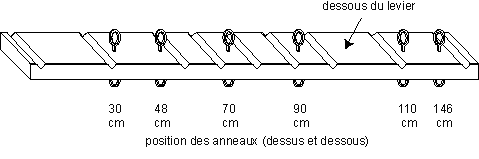 dessous du levier
30 48 70 90 110 146
cm cm cm cm cm cm
position des anneaux (dessus et dessous)